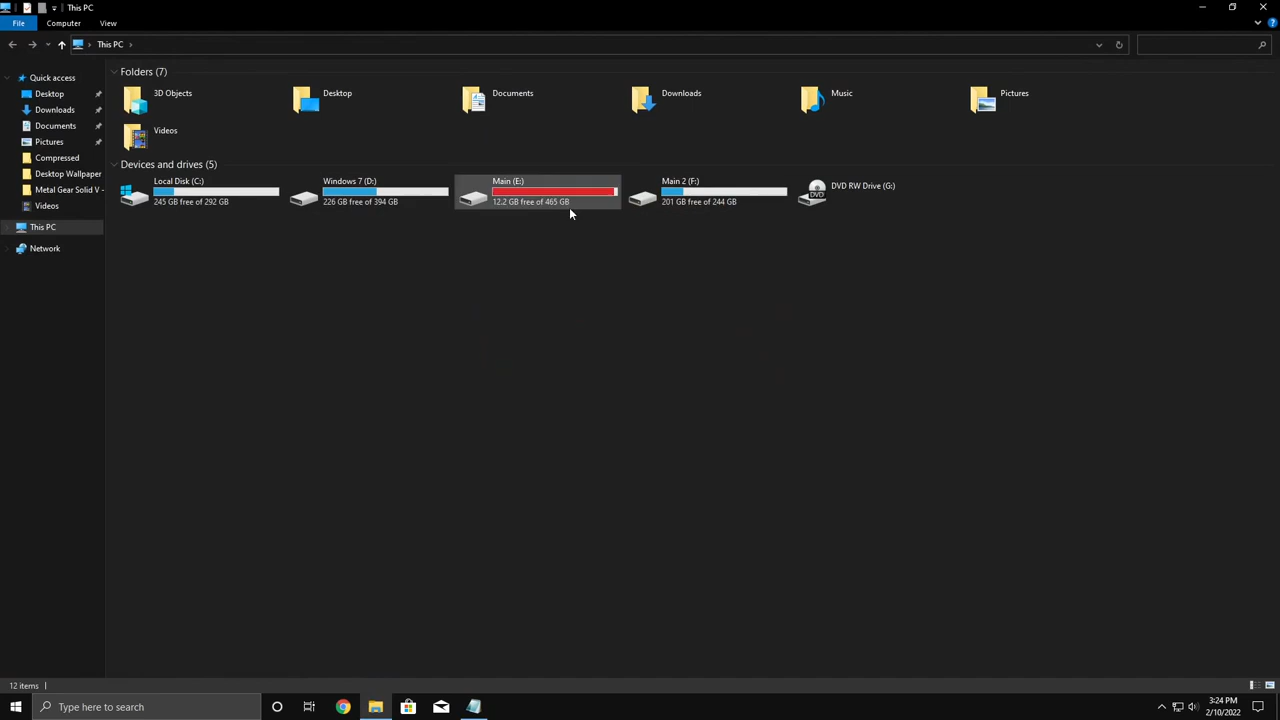 This PC
File
Computer
View
This PC
Quick access
Desktop
Downloads
Documents
Pictures
Compressed
Desktop Wallpaper
Metal Gear Solid V -
Videos
This PC
Network
Folders (7)
3D Objects
Desktop
Documents
Downloads
Music
Pictures
Videos
Devices and drives (5)
Local Disk (C:)
245 GB free of 292 GB
Windows 7 (D:)
226 GB free of 394 GB
Main (E:)
12.2 GB free of 465 GB
Main 2 (F:)
201 GB free of 244 GB
DVD
DVD RW Drive (G:)
12 items
Type here to search
3:24 PM
2/10/2022